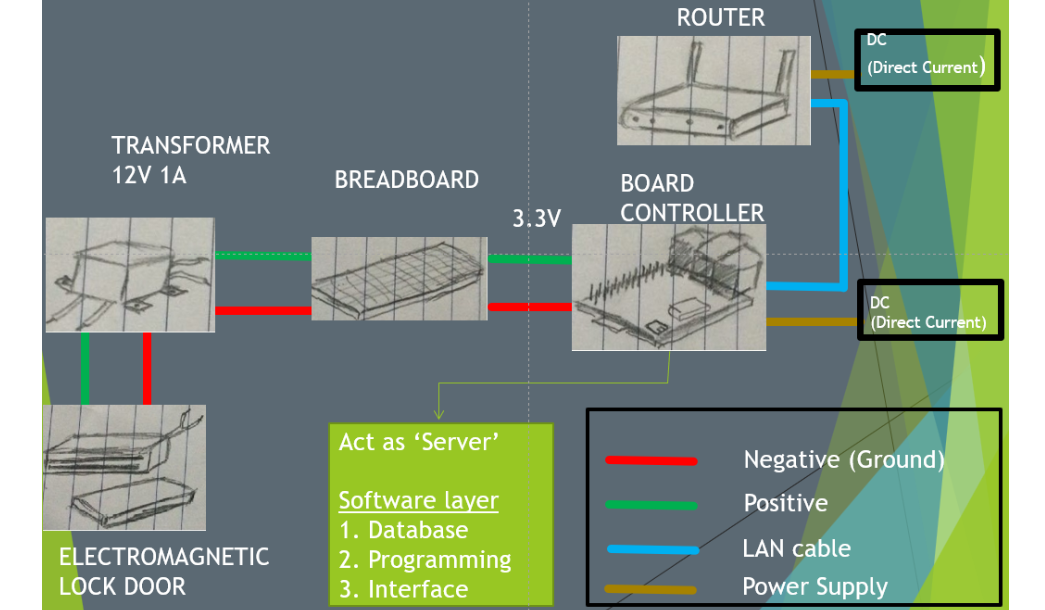 ROUTER
DC
(Direct Current)
TRANSFORMER
12V 1A
BREADBOARD
3.3V
BOARD
CONTROLLER
DC
(Direct Current)
Act as ‘Server’
Software layer
1. Database
2. Programming
3. Interface
Negative (Ground)
Positive
LAN cable
Power Supply
ELECTROMAGNETIC
LOCK DOOR